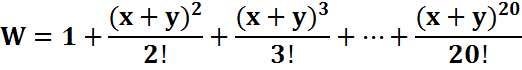 W = 1 + (x + y)²/2! + (x + y)³/3! + ⋯ + (x + y)²⁰/20!